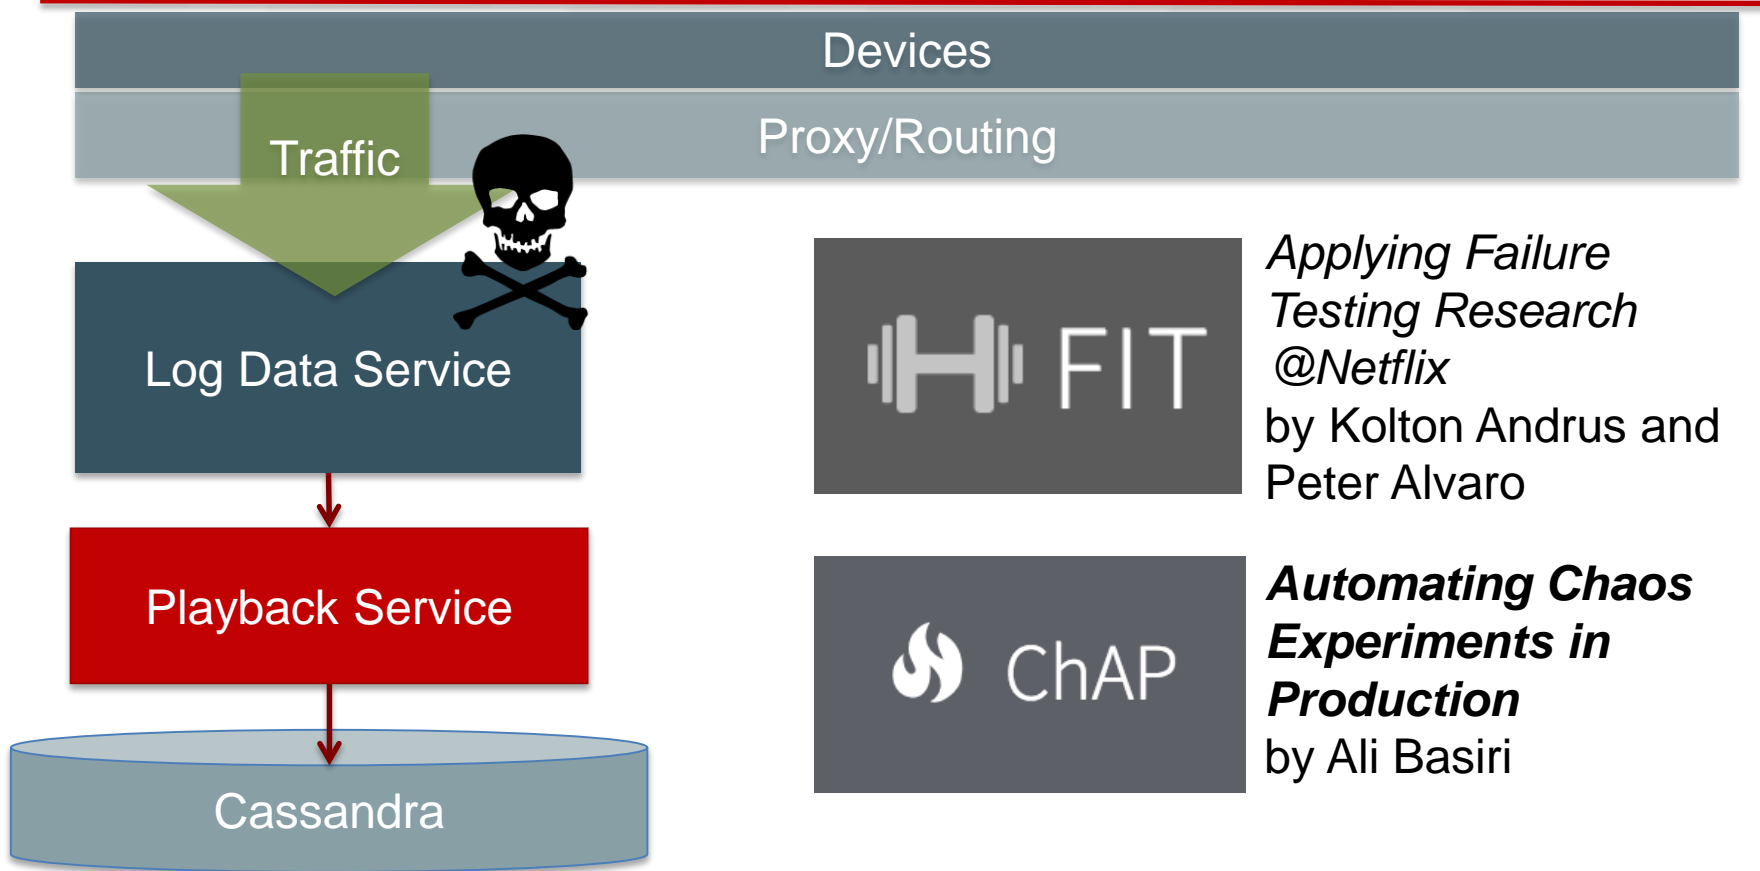 Devices
Proxy/Routing
Traffic
Log Data Service
Playback Service
Cassandra
FIT
Applying Failure
Testing Research
@Netflix
by Kolton Andrus and
Peter Alvaro
ChAP
Automating Chaos
Experiments in
Production
by Ali Basiri